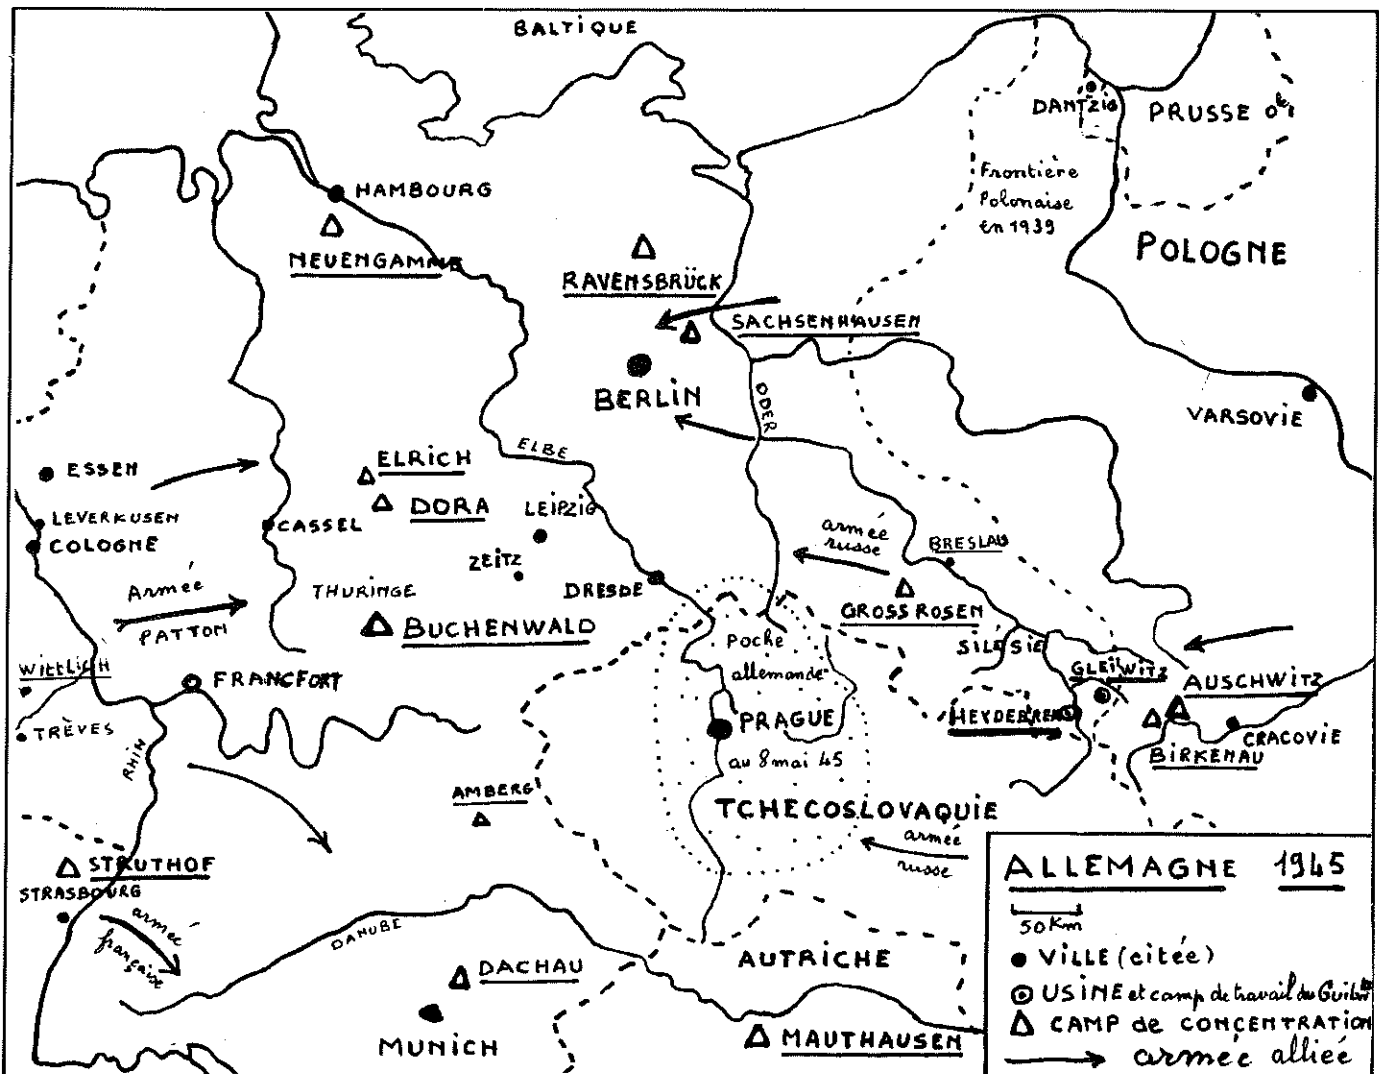 BALTIQUE
DANTZIG
PRUSSE Ole
HAMBOURG
Frontière
Polonaise
en 1939
NEUENGAMME
RAVENSBRÜCK
POLOGNE
SACHSENHAUSEN
BERLIN
ODER
VARSOVIE
ELBE
ELRICH
ESSEN
DORA
LEIPZIG
LEVERKUSEN
CASSEL
COLOGNE
armée
russe
BRESLAU
ZEITZ
Armée
PATTON
THURINGE
DRESDE
GROSS ROSEN
BUCHENWALD
Poche
allemande
SILÉSIE
WITTLICH
GLEIWITZ
FRANCFORT
AUSCHWITZ
TRÈVES
RHIN
PRAGUE
HEYDEBRECK
CRACOVIE
BIRKENAU
au 8 mai 45
AMBERG
TCHECOSLOVAQUIE
armée
russe
STRUTHOF
STRASBOURG
armée
française
DANUBE
DACHAU
AUTRICHE
MUNICH
MAUTHAUSEN
ALLEMAGNE 1945
50 Km
VILLE (citée)
USINE et camp de travail du
CAMP de CONCENTRATION
armée alliée